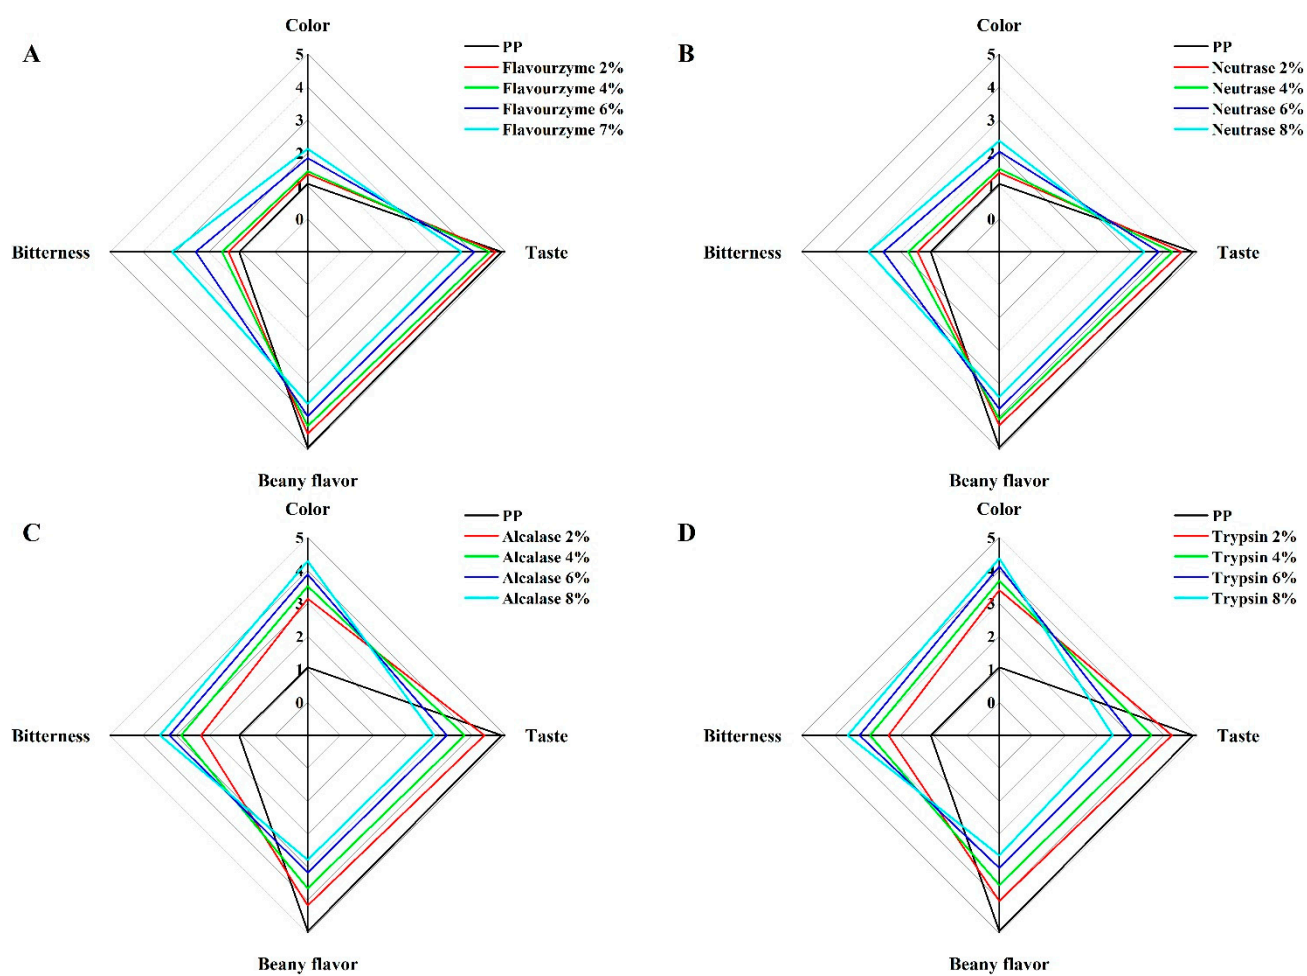 A
Color
PP
Flavourzyme 2%
Flavourzyme 4%
Flavourzyme 6%
Flavourzyme 7%
5
4
3
2
1
0
Bitterness
Taste
Beany flavor
B
Color
PP
Neutrase 2%
Neutrase 4%
Neutrase 6%
Neutrase 8%
5
4
3
2
1
0
Bitterness
Taste
Beany flavor
C
Color
PP
Alcalase 2%
Alcalase 4%
Alcalase 6%
Alcalase 8%
5
4
3
2
1
0
Bitterness
Taste
Beany flavor
D
Color
PP
Trypsin 2%
Trypsin 4%
Trypsin 6%
Trypsin 8%
5
4
3
2
1
0
Bitterness
Taste
Beany flavor